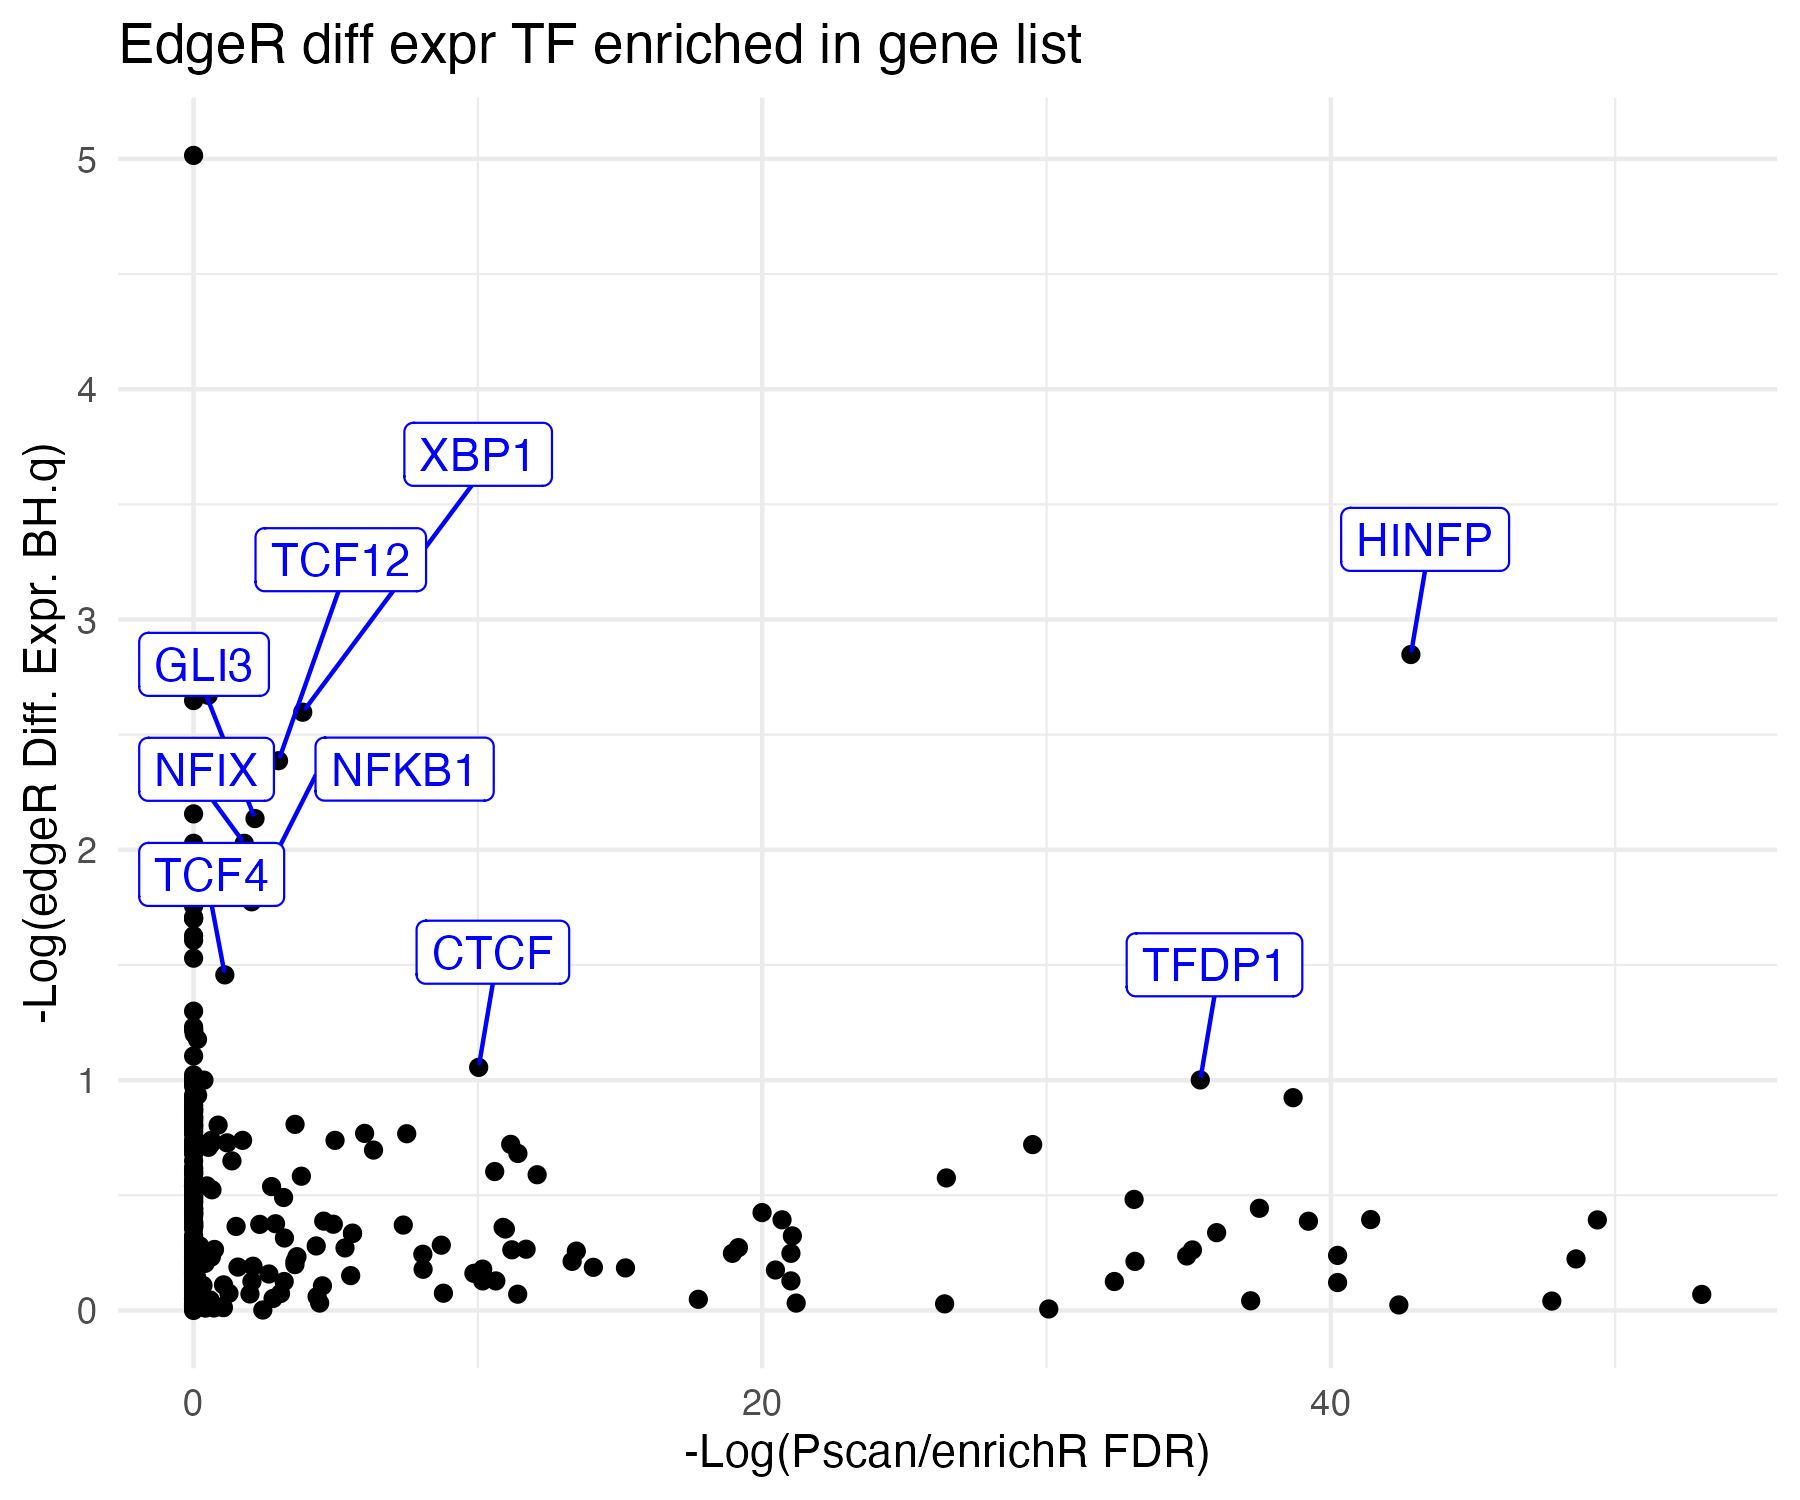 EdgeR diff expr TF enriched in gene list
-Log(edgeR Diff. Expr. BH.q)
5
4
3
2
1
0
XBP1
HINFP
TCF12
GLI3
NFIX
NFKB1
TCF4
CTCF
TFDP1
0
20
40
-Log(Pscan/enrichR FDR)